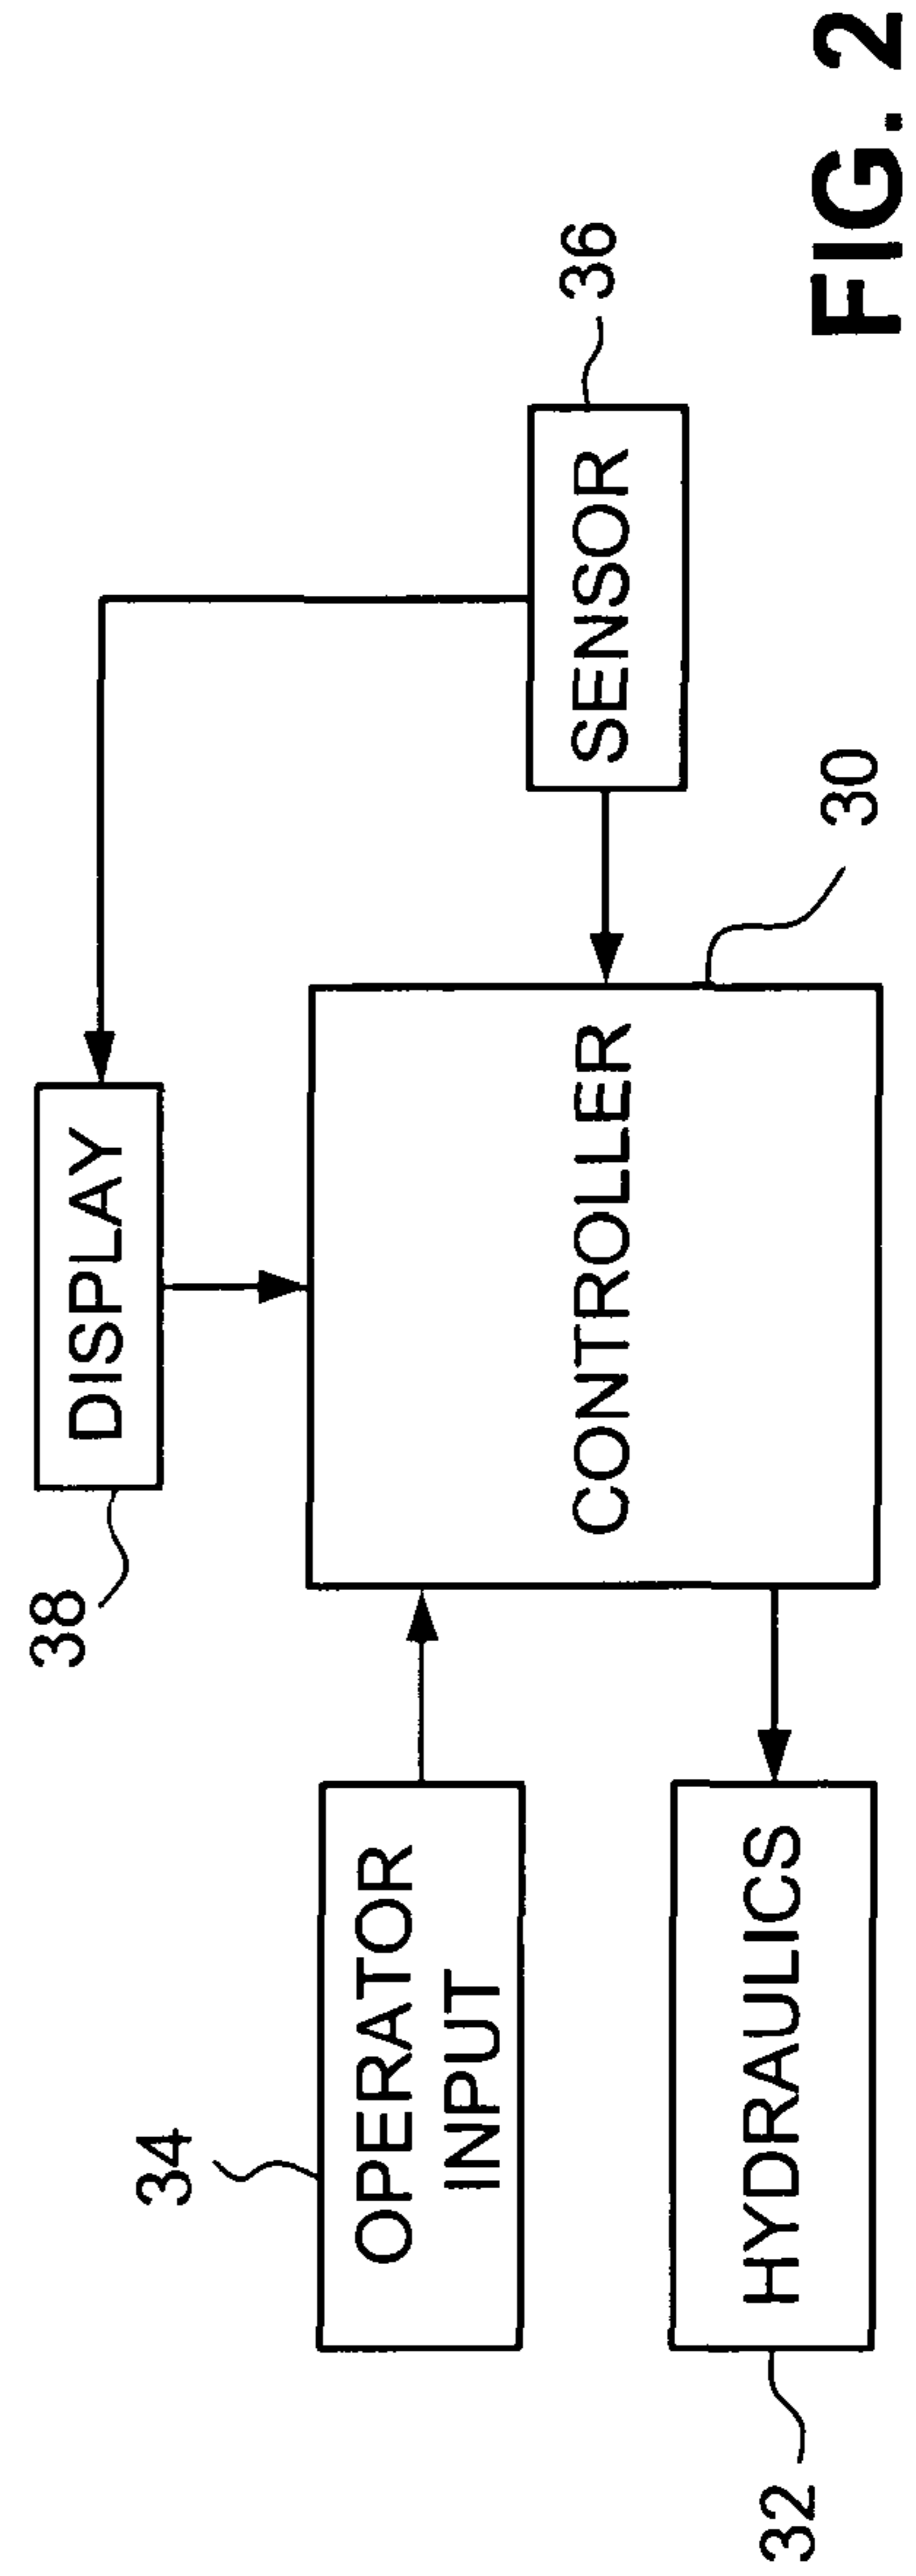 38
DISPLAY
34
OPERATOR
INPUT
CONTROLLER
SENSOR
36
HYDRAULICS
32
30
FIG. 2